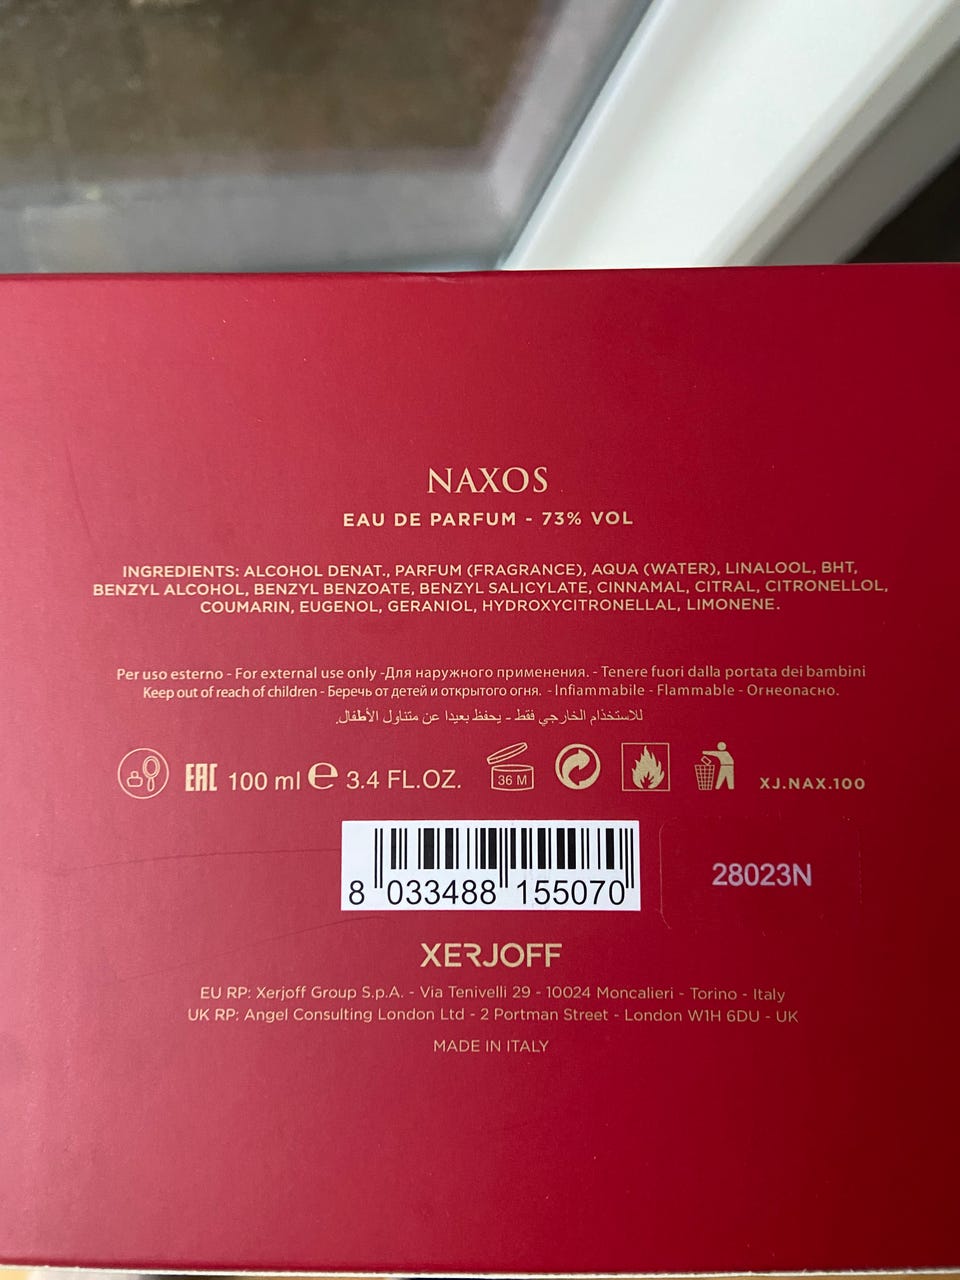 NAXOS
EAU DE PARFUM - 73% VOL
INGREDIENTS: ALCOHOL DENAT., PARFUM (FRAGRANCE), AQUA (WATER), LINALOOL, BHT,
BENZYL ALCOHOL, BENZYL BENZOATE, BENZYL SALICYLATE, CINNAMAL, CITRAL, CITRONELLOL,
COUMARIN, EUGENOL, GERANIOL, HYDROXYCITRONELLAL, LIMONENE.
Per uso esterno - For external use only -Для наружного применения. - Tenere fuori dalla portata dei bambini
Keep out of reach of children - Беречь от детей и открытого огня. - Infiammabile - Flammable - Огнеопасно.
للاستخدام الخارجي فقط - يحفظ بعيدا عن متناول الأطفال.
EAC 100 ml e 3.4 FL.OZ. 36 M XJ.NAX.100
8 033488 155070
28023N
XERJOFF
EU RP: Xerjoff Group S.p.A. - Via Tenivelli 29 - 10024 Moncalieri - Torino - Italy
UK RP: Angel Consulting London Ltd - 2 Portman Street - London W1H 6DU - UK
MADE IN ITALY